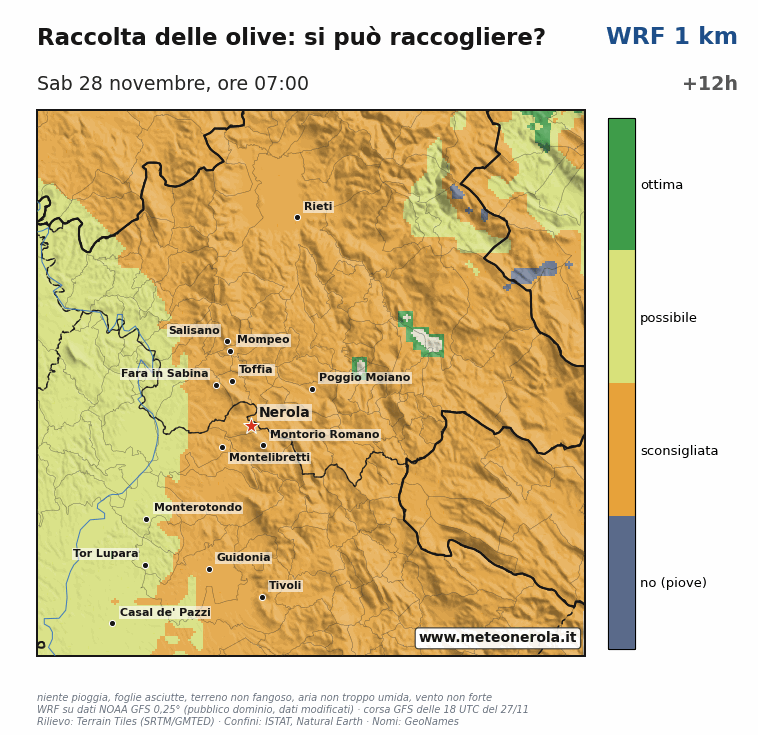 Raccolta delle olive: si può raccogliere?
WRF 1 km
Sab 28 novembre, ore 07:00
+12h
Rieti
Salisano
Mompeo
Fara in Sabina
Toffia
Poggio Moiano
Nerola
Montorio Romano
Montelibretti
Monterotondo
Tor Lupara
Guidonia
Tivoli
Casal de' Pazzi
www.meteonerola.it
ottima
possibile
sconsigliata
no (piove)
niente pioggia, foglie asciutte, terreno non fangoso, aria non troppo umida, vento non forte
WRF su dati NOAA GFS 0,25° (pubblico dominio, dati modificati) · corsa GFS delle 18 UTC del 27/11
Rilievo: Terrain Tiles (SRTM/GMTED) · Confini: ISTAT, Natural Earth · Nomi: GeoNames